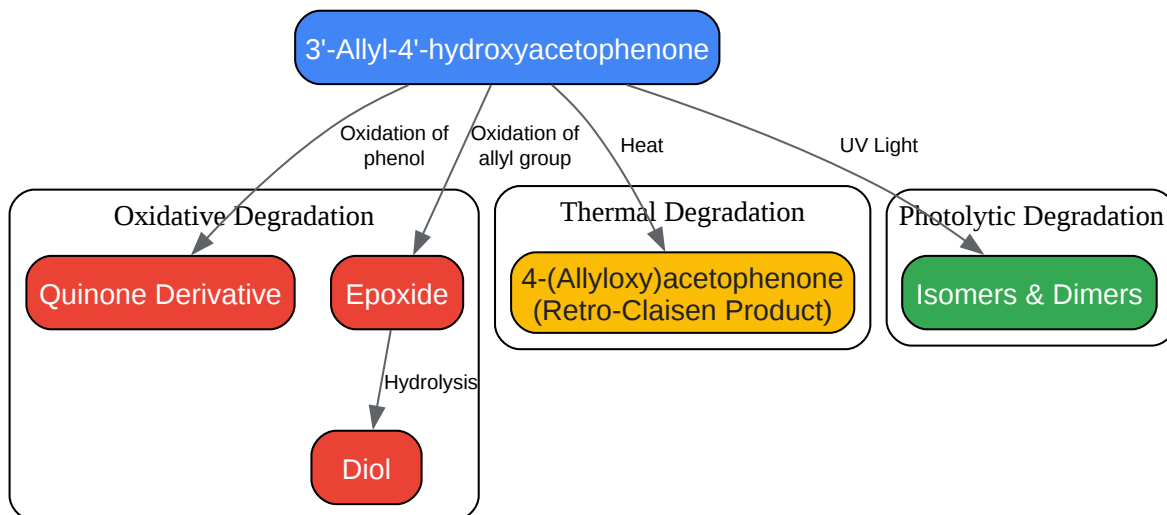 3'-Allyl-4'-hydroxyacetophenone
Oxidation of
phenol
Oxidation of
allyl group
Heat
UV Light
Oxidative Degradation
Thermal Degradation
Photolytic Degradation
Quinone Derivative
Epoxide
4-(Allyloxy)acetophenone
(Retro-Claisen Product)
Isomers & Dimers
Hydrolysis
Diol